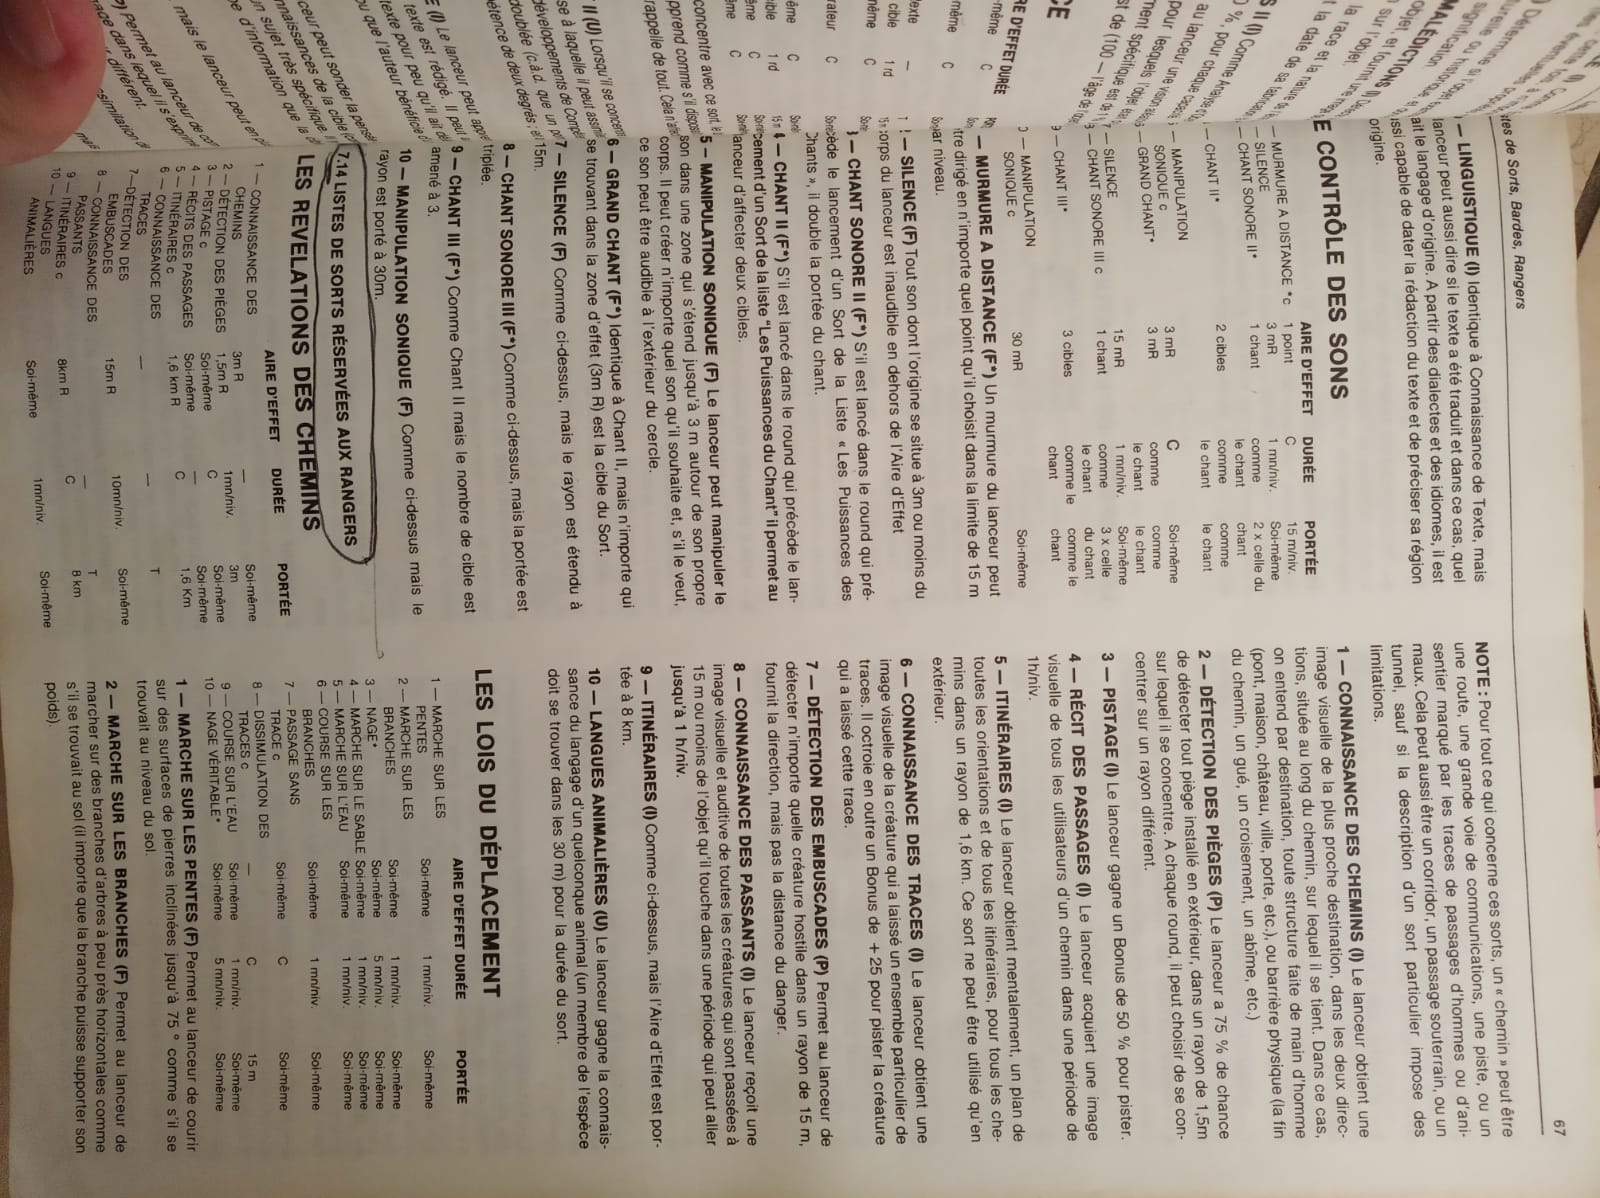 67
stes de Sorts, Bardes, Rangers
— LINGUISTIQUE (I) Identique à Connaissance de Texte, mais
lanceur peut aussi dire si le texte a été traduit et dans ce cas, quel
ait le langage d'origine. A partir des dialectes et des idiomes, il est
ssi capable de dater la rédaction du texte et de préciser sa région
origine.
E CONTRÔLE DES SONS
AIRE D'EFFET DURÉE PORTÉE
— MURMURE A DISTANCE *c 1 point C 15 m/niv.
— SILENCE 3 mR 1 mn/niv. Soi-même
— CHANT SONORE II* 1 chant comme 2 x celle du
le chant chant
— CHANT II* 2 cibles comme comme
le chant le chant
— MANIPULATION
SONIQUE c 3 mR C Soi-même
— GRAND CHANT* 3 mR comme comme
le chant le chant
7 — SILENCE 15 mR 1 mn/niv. Soi-même
8 — CHANT SONORE III c 1 chant comme 3 x celle
le chant du chant
9 — CHANT III* 3 cibles comme le comme le
chant chant
0 — MANIPULATION
SONIQUE c 30 mR Soi-même
— MURMURE A DISTANCE (F*) Un murmure du lanceur peut
tre dirigé en n'importe quel point qu'il choisit dans la limite de 15 m
ar niveau.
— SILENCE (F) Tout son dont l'origine se situe à 3m ou moins du
corps du lanceur est inaudible en dehors de l'Aire d'Effet
3 — CHANT SONORE II (F*) S'il est lancé dans le round qui pré-
cède le lancement d'un Sort de la Liste « Les Puissances des
Chants », il double la portée du chant.
4 — CHANT II (F*) S'il est lancé dans le round qui précède le lan-
cement d'un Sort de la liste “Les Puissances du Chant” il permet au
lanceur d'affecter deux cibles.
5 — MANIPULATION SONIQUE (F) Le lanceur peut manipuler le
son dans une zone qui s'étend jusqu'à 3 m autour de son propre
corps. Il peut créer n'importe quel son qu'il souhaite et, s'il le veut,
ce son peut être audible à l'extérieur du cercle.
6 — GRAND CHANT (F*) Identique à Chant II, mais n'importe qui
se trouvant dans la zone d'effet (3m R) est la cible du Sort.
7 — SILENCE (F) Comme ci-dessus, mais le rayon est étendu à
15m.
8 — CHANT SONORE III (F*) Comme ci-dessus, mais la portée est
triplée.
9 — CHANT III (F*) Comme Chant II mais le nombre de cible est
amené à 3.
10 — MANIPULATION SONIQUE (F) Comme ci-dessus mais le
rayon est porté à 30m.
7.14 LISTES DE SORTS RÉSERVÉES AUX RANGERS
LES REVELATIONS DES CHEMINS
AIRE D'EFFET DURÉE PORTÉE
1 — CONNAISSANCE DES
CHEMINS 3m R — Soi-même
2 — DÉTECTION DES PIÈGES 1,5m R 1mn/niv. 3m
3 — PISTAGE c Soi-même C Soi-même
4 — RÉCITS DES PASSAGES Soi-même — Soi-même
5 — ITINÉRAIRES c 1,6 km R C 1,6 Km
6 — CONNAISSANCE DES
TRACES — — T
7—DÉTECTION DES
EMBUSCADES 15m R 10mn/niv. Soi-même
8 — CONNAISSANCE DES
PASSANTS — T
9 — ITINÉRAIRES c 8km R C 8 km
10 — LANGUES
ANIMALIÈRES Soi-même 1mn/niv. Soi-même
NOTE : Pour tout ce qui concerne ces sorts, un « chemin » peut être
une route, une grande voie de communications, une piste, ou un
sentier marqué par les traces de passages d'hommes ou d'ani-
maux. Cela peut aussi être un corridor, un passage souterrain, ou un
tunnel, sauf si la description d'un sort particulier impose des
limitations.
1 — CONNAISSANCE DES CHEMINS (I) Le lanceur obtient une
image visuelle de la plus proche destination, dans les deux direc-
tions, située au long du chemin, sur lequel il se tient. Dans ce cas,
on entend par destination, toute structure faite de main d'homme
(pont, maison, château, ville, porte, etc.), ou barrière physique (la fin
du chemin, un gué, un croisement, un abîme, etc.)
2 — DÉTECTION DES PIÈGES (P) Le lanceur a 75 % de chance
de détecter tout piège installé en extérieur, dans un rayon de 1,5m
sur lequel il se concentre. A chaque round, il peut choisir de se con-
centrer sur un rayon différent.
3 — PISTAGE (I) Le lanceur gagne un Bonus de 50 % pour pister.
4 — RÉCIT DES PASSAGES (I) Le lanceur acquiert une image
visuelle de tous les utilisateurs d'un chemin dans une période de
1h/niv.
5 — ITINÉRAIRES (I) Le lanceur obtient mentalement, un plan de
toutes les orientations et de tous les itinéraires, pour tous les che-
mins dans un rayon de 1,6 km. Ce sort ne peut être utilisé qu'en
extérieur.
6 — CONNAISSANCE DES TRACES (I) Le lanceur obtient une
image visuelle de la créature qui a laissé un ensemble particulier de
traces. Il octroie en outre un Bonus de +25 pour pister la créature
qui a laissé cette trace.
7 — DÉTECTION DES EMBUSCADES (P) Permet au lanceur de
détecter n'importe quelle créature hostile dans un rayon de 15 m,
fournit la direction, mais pas la distance du danger.
8 — CONNAISSANCE DES PASSANTS (I) Le lanceur reçoit une
image visuelle et auditive de toutes les créatures qui sont passées à
15 m ou moins de l'objet qu'il touche dans une période qui peut aller
jusqu'à 1 h/niv.
9 — ITINÉRAIRES (I) Comme ci-dessus, mais l'Aire d'Effet est por-
tée à 8 km.
10 — LANGUES ANIMALIÈRES (U) Le lanceur gagne la connais-
sance du langage d'un quelconque animal (un membre de l'espèce
doit se trouver dans les 30 m) pour la durée du sort.
LES LOIS DU DÉPLACEMENT
AIRE D'EFFET DURÉE PORTÉE
1 — MARCHE SUR LES
PENTES Soi-même 1 mn/niv. Soi-même
2 — MARCHE SUR LES
BRANCHES Soi-même 1 mn/niv. Soi-même
3 — NAGE* Soi-même 5 mn/niv. Soi-même
4 — MARCHE SUR LE SABLE Soi-même 1 mn/niv. Soi-même
5 — MARCHE SUR L'EAU Soi-même 1 mn/niv. Soi-même
6 — COURSE SUR LES
BRANCHES Soi-même 1 mn/niv. Soi-même
7 — PASSAGE SANS
TRACE c Soi-même C Soi-même
8 — DISSIMULATION DES
TRACES c — C 15 m
9 — COURSE SUR L'EAU Soi-même 1 mn/niv. Soi-même
10 — NAGE VÉRITABLE* Soi-même 5 mn/niv. Soi-même
1 — MARCHE SUR LES PENTES (F) Permet au lanceur de courir
sur des surfaces de pierres inclinées jusqu'à 75 ° comme s'il se
trouvait au niveau du sol.
2 — MARCHE SUR LES BRANCHES (F) Permet au lanceur de
marcher sur des branches d'arbres à peu près horizontales comme
s'il se trouvait au sol (il importe que la branche puisse supporter son
poids).